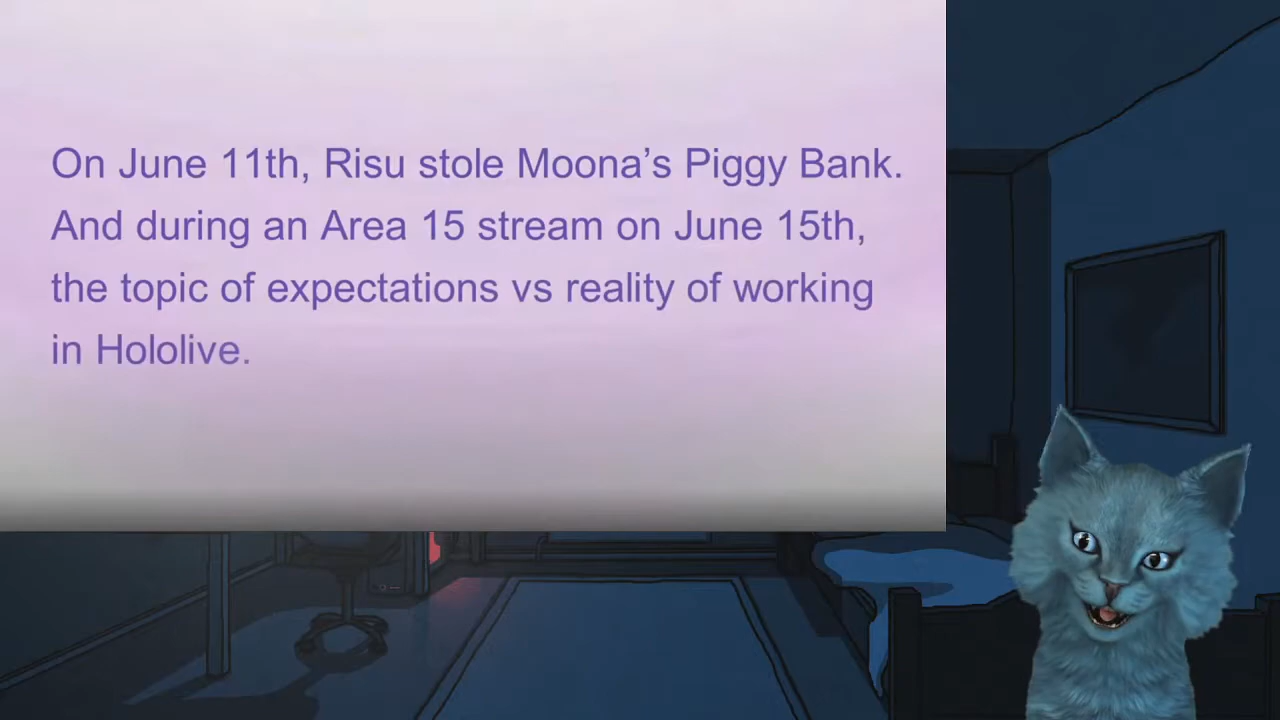 On June 11th, Risu stole Moona’s Piggy Bank.
And during an Area 15 stream on June 15th,
the topic of expectations vs reality of working
in Hololive.